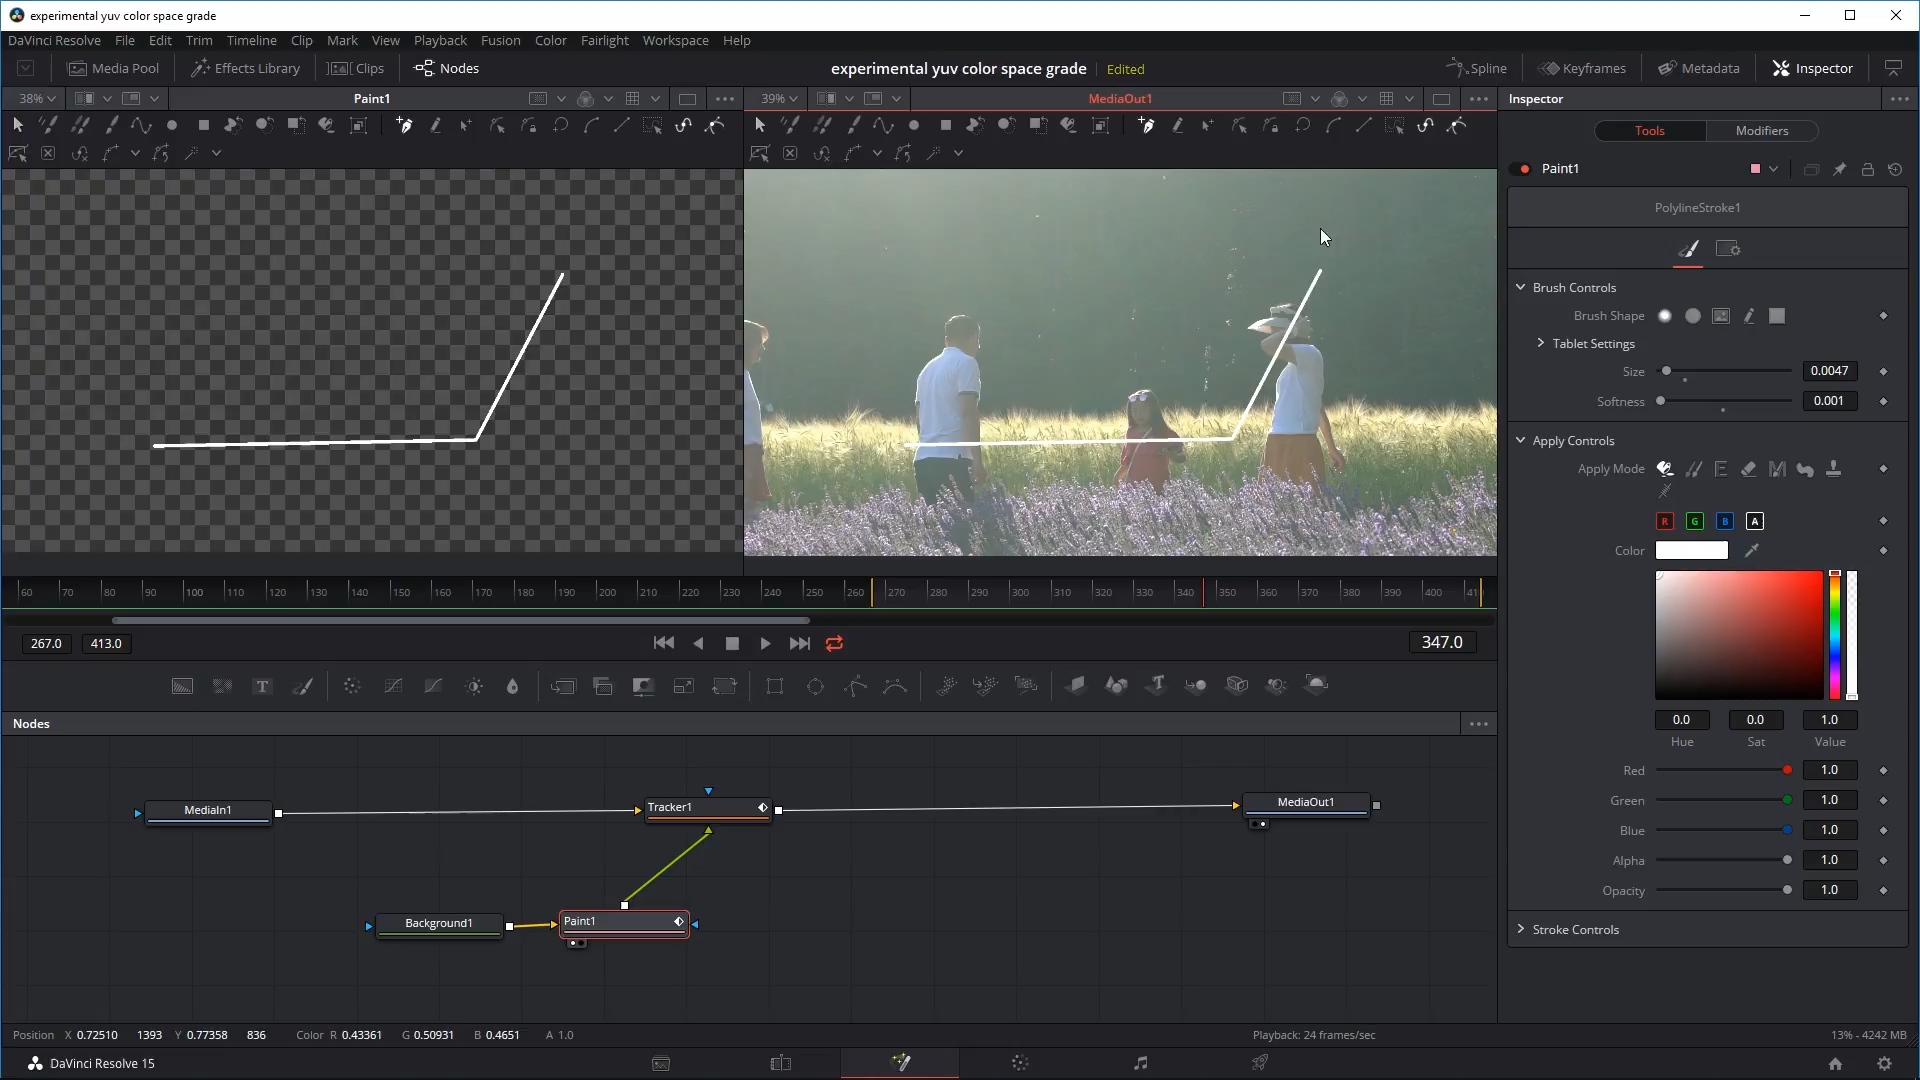 experimental yuv color space grade
DaVinci Resolve File Edit Trim Timeline Clip Mark View Playback Fusion Color Fairlight Workspace Help
Media Pool Effects Library Clips Nodes experimental yuv color space grade Edited Spline Keyframes Metadata Inspector
38% Paint1 39% MediaOut1 Inspector
Tools Modifiers
Paint1
PolylineStroke1
Brush Controls
Brush Shape
Tablet Settings
Size 0.0047
Softness 0.001
Apply Controls
Apply Mode
R G B A
Color
60 70 80 90 100 110 120 130 140 150 160 170 180 190 200 210 220 230 240 250 260 270 280 290 300 310 320 330 340 350 360 370 380 390 400
267.0 413.0 347.0
0.0 0.0 1.0
Hue Sat Value
Nodes
Red 1.0
Green 1.0
Blue 1.0
Alpha 1.0
Opacity 1.0
MediaIn1 Tracker1 MediaOut1
Background1 Paint1
Stroke Controls
Position X 0.72510 1393 Y 0.77358 836 Color R 0.43361 G 0.50931 B 0.4651 A 1.0 Playback: 24 frames/sec 13% - 4242 MB
DaVinci Resolve 15